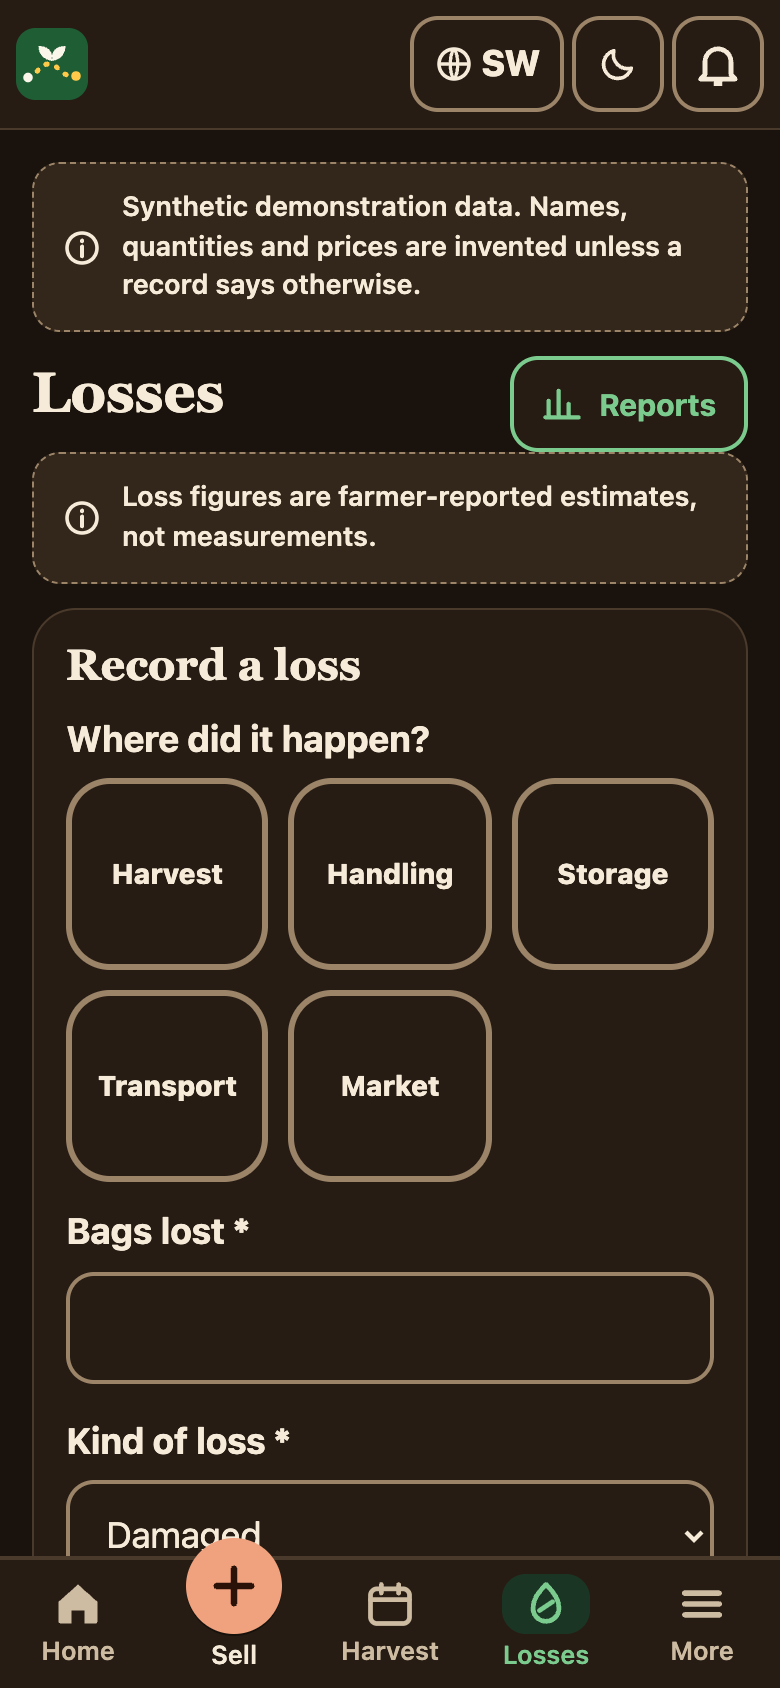 SW
Synthetic demonstration data. Names,
quantities and prices are invented unless a
record says otherwise.
Losses
Reports
Loss figures are farmer-reported estimates,
not measurements.
Record a loss
Where did it happen?
Harvest
Handling
Storage
Transport
Market
Bags lost *
Kind of loss *
Damaged
Home
Sell
Harvest
Losses
More